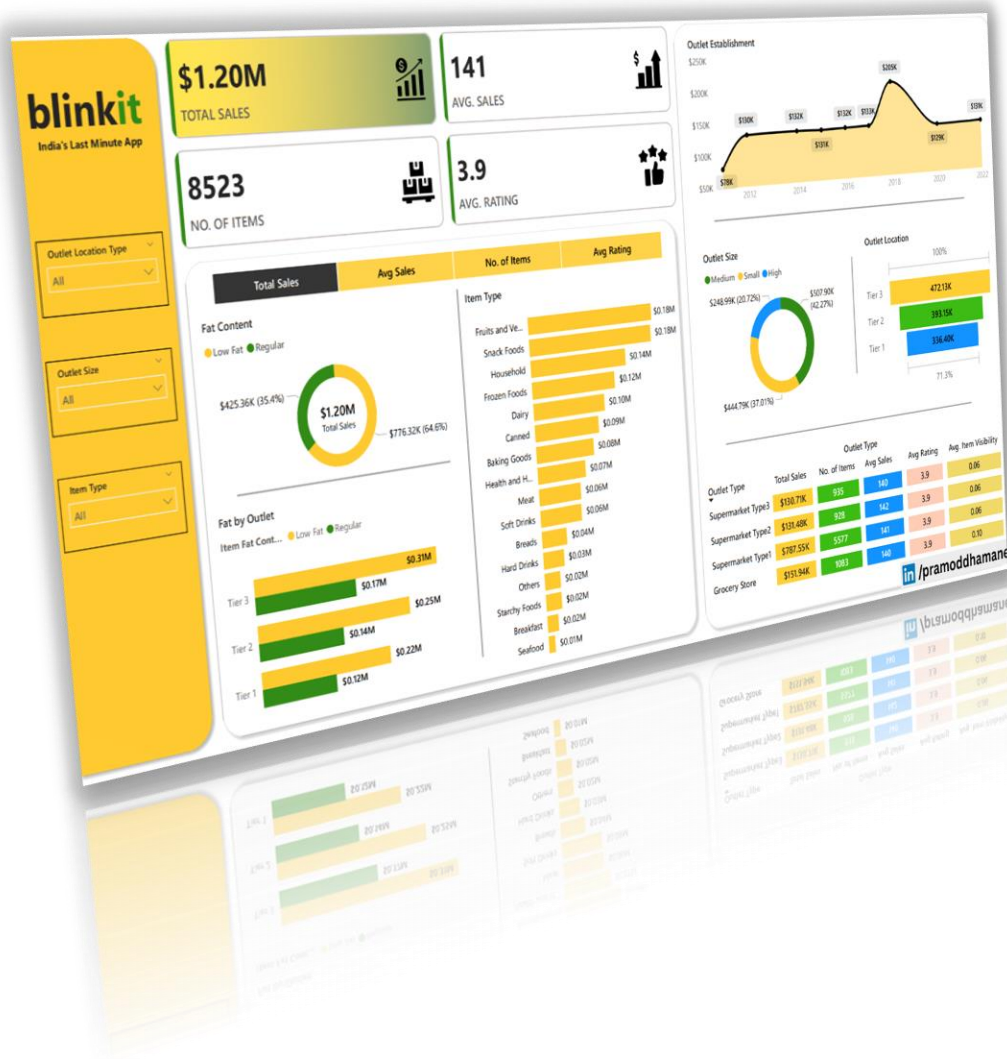 blinkit
India's Last Minute App
Outlet Location Type
All
Outlet Size
All
Item Type
All
$1.20M
TOTAL SALES
141
AVG. SALES
8523
NO. OF ITEMS
3.9
AVG. RATING
Total Sales
Avg Sales
No. of Items
Avg Rating
Fat Content
Low Fat Regular
$425.36K (35.4%)
$1.20M
Total Sales
$776.32K (64.6%)
Fat by Outlet
Item Fat Cont... Low Fat Regular
Tier 3
$0.31M
$0.17M
Tier 2
$0.25M
$0.14M
Tier 1
$0.22M
$0.12M
Item Type
Fruits and Ve... $0.18M
Snack Foods $0.18M
Household $0.14M
Frozen Foods $0.12M
Dairy $0.10M
Canned $0.09M
Baking Goods $0.08M
Health and H... $0.07M
Meat $0.06M
Soft Drinks $0.06M
Breads $0.04M
Hard Drinks $0.03M
Others $0.02M
Starchy Foods $0.02M
Breakfast $0.02M
Seafood $0.01M
Outlet Establishment
$250K
$200K
$150K
$100K
$50K
$78K
$130K
$132K
$131K
$132K
$133K
$205K
$129K
$131K
2012 2014 2016 2018 2020 2022
Outlet Size
Medium Small High
$248.99K (20.72%)
$507.90K
(42.27%)
$444.79K (37.01%)
Outlet Location
100%
Tier 3 472.13K
Tier 2 393.15K
Tier 1 336.40K
71.3%
Outlet Type
Outlet Type Total Sales No. of Items Avg Sales Avg Rating Avg. Item Visibility
Supermarket Type3 $130.71K 935 140 3.9 0.06
Supermarket Type2 $131.48K 928 142 3.9 0.06
Supermarket Type1 $787.55K 5577 141 3.9 0.06
Grocery Store $151.94K 1083 140 3.9 0.10
in /pramoddhamane